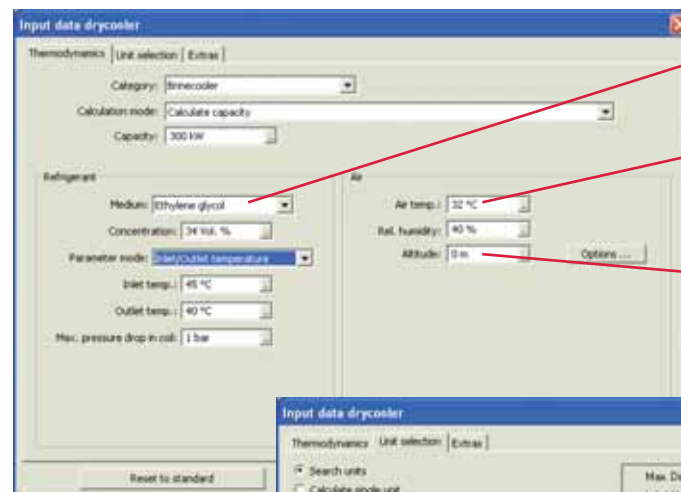 Input data drycooler
Thermodynamics Unit selection Extras
Category: Brinecooler
Calculation mode: Calculate capacity
Capacity: 300 kW
Refrigerant
Air
Medium: Ethylene glycol
Air temp.: 32 °C
Concentration: 34 Vol. %
Rel. humidity: 40 %
Parameter mode: Inlet/Outlet temperature
Altitude: 0 m
Options ...
Inlet temp.: 45 °C
Outlet temp.: 40 °C
Max. pressure drop in coil: 1 bar
Reset to standard
Input data drycooler
Thermodynamics Unit selection Extras
Search units
Calculate single unit
Max.